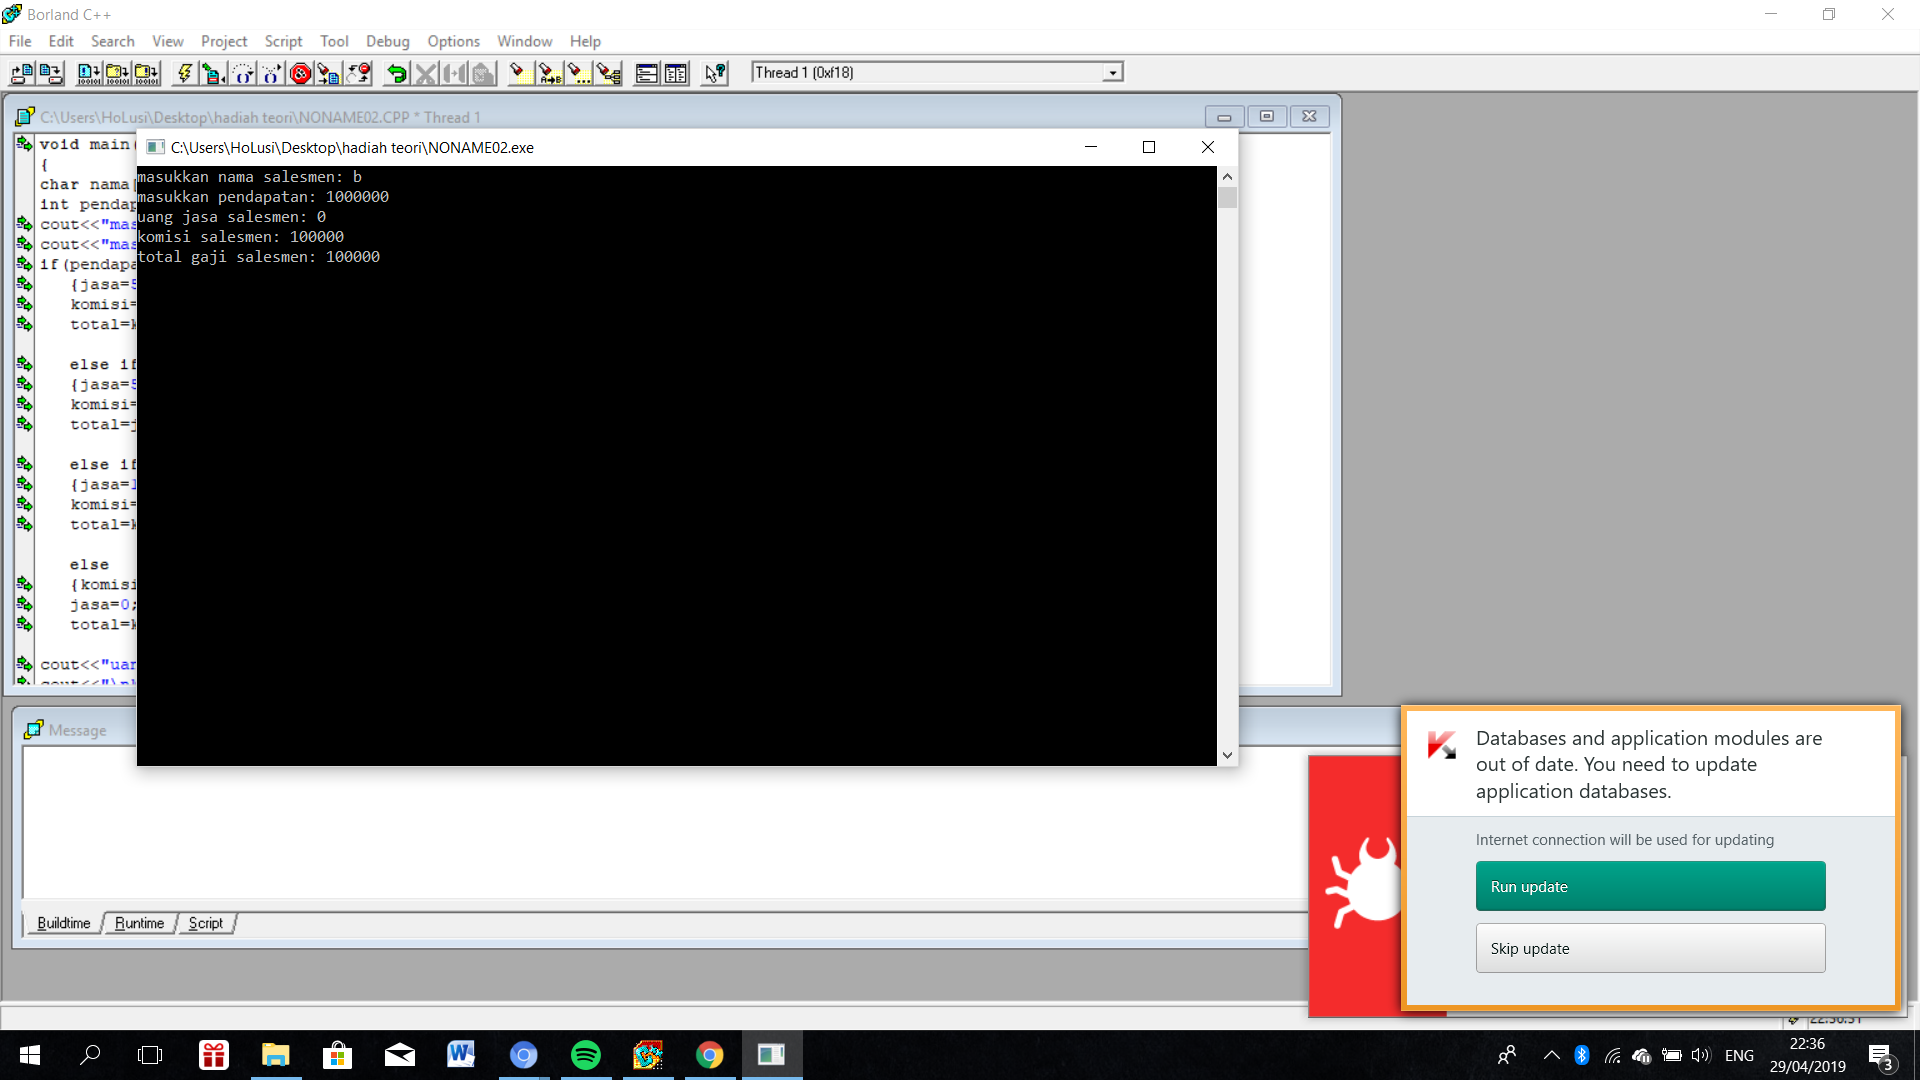 Borland C++
File Edit Search View Project Script Tool Debug Options Window Help
Thread 1 (0xf18)
C:\Users\HoLusi\Desktop\hadiah teori\NONAME02.CPP * Thread 1
void main(
{
char nama[
int pendap
cout<<"mas
cout<<"mas
if(pendapa
{jasa=5
komisi=
total=k
else if
{jasa=5
komisi=
total=j
else if
{jasa=1
komisi=
total=k
else
{komisi
jasa=0;
total=k
cout<<"uan
C:\Users\HoLusi\Desktop\hadiah teori\NONAME02.exe
masukkan nama salesmen: b
masukkan pendapatan: 1000000
uang jasa salesmen: 0
komisi salesmen: 100000
total gaji salesmen: 100000
Message
Buildtime Runtime Script
Databases and application modules are
out of date. You need to update
application databases.
Internet connection will be used for updating
Run update
Skip update
ENG
22:36
29/04/2019
3